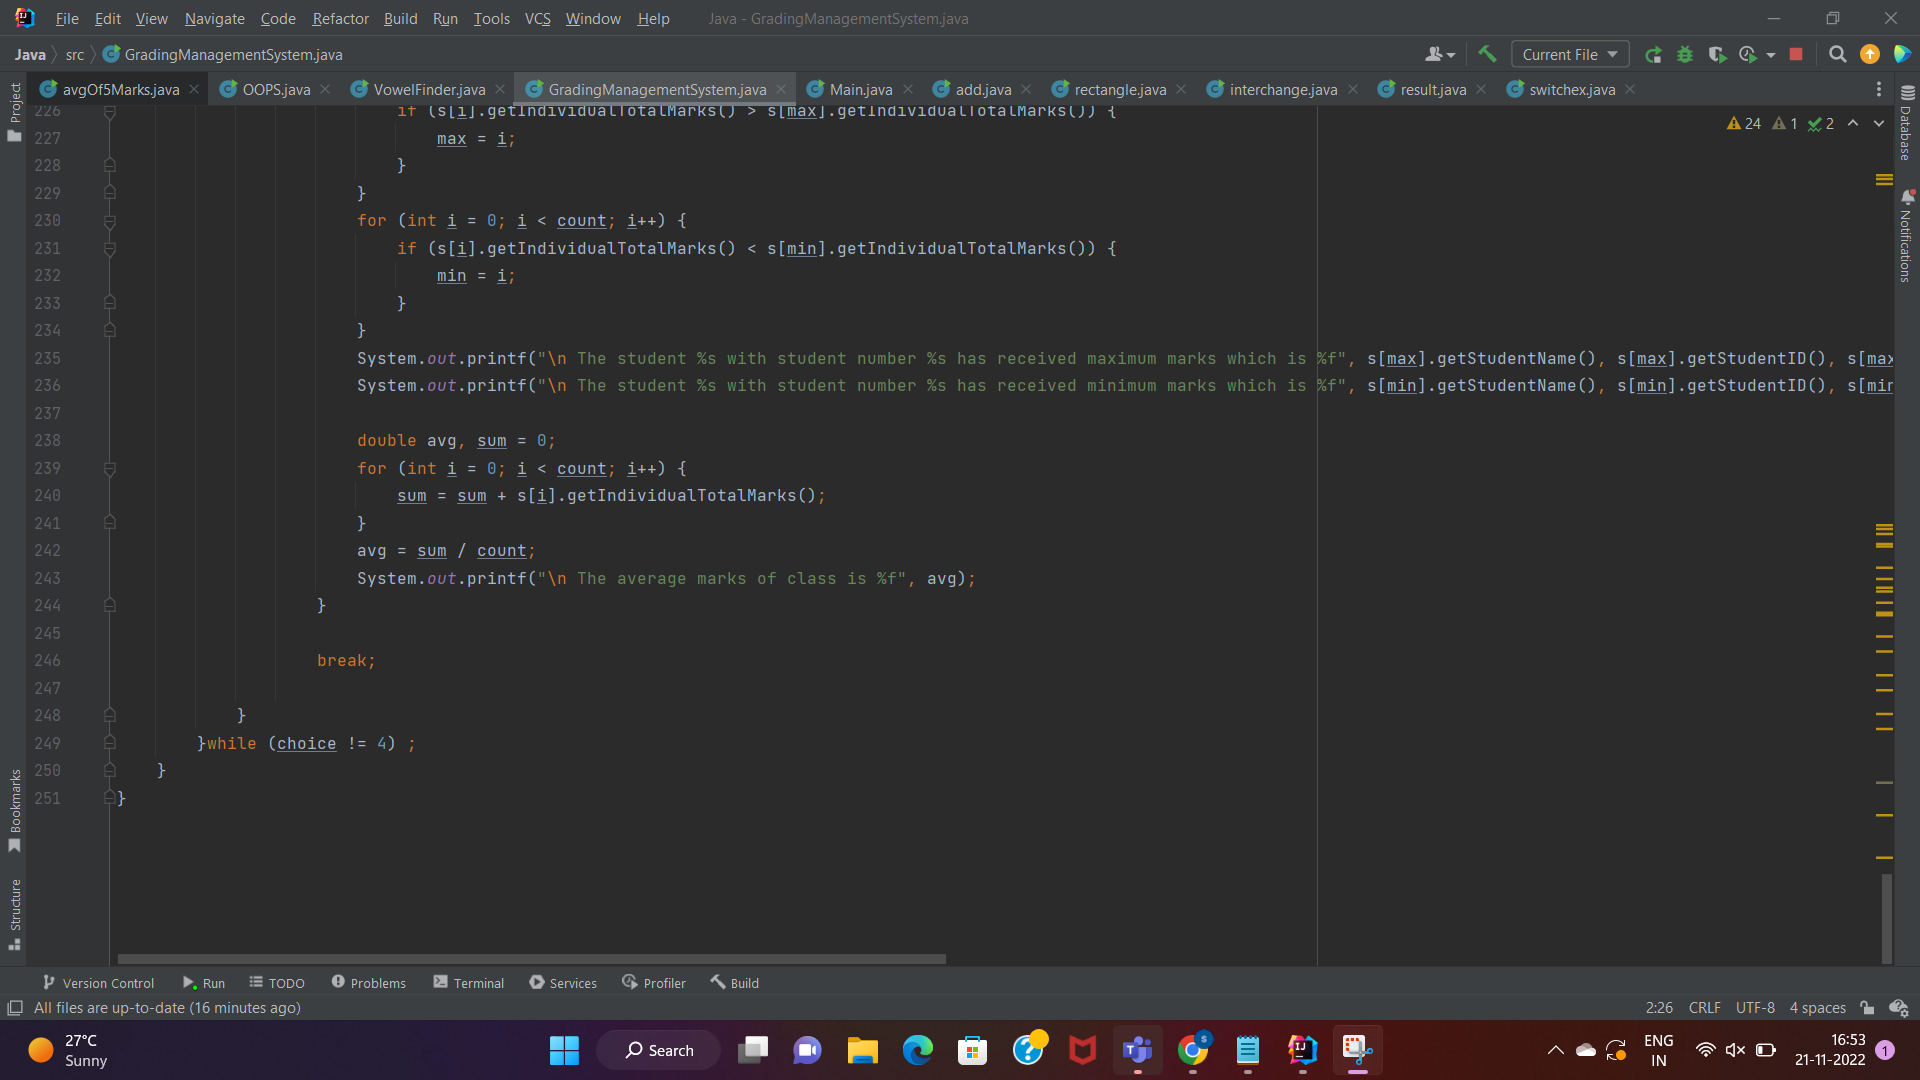 File Edit View Navigate Code Refactor Build Run Tools VCS Window Help Java - GradingManagementSystem.java
Java src GradingManagementSystem.java Current File
avgOf5Marks.java OOPS.java VowelFinder.java GradingManagementSystem.java Main.java add.java rectangle.java interchange.java result.java switchex.java
Project
Database
Notifications
Bookmarks
Structure
24 1 2
226 if (s[i].getIndividualTotalMarks() > s[max].getIndividualTotalMarks()) {
227 max = i;
228 }
229 }
230 for (int i = 0; i < count; i++) {
231 if (s[i].getIndividualTotalMarks() < s[min].getIndividualTotalMarks()) {
232 min = i;
233 }
234 }
235 System.out.printf("\n The student %s with student number %s has received maximum marks which is %f", s[max].getStudentName(), s[max].getStudentID(), s[max
236 System.out.printf("\n The student %s with student number %s has received minimum marks which is %f", s[min].getStudentName(), s[min].getStudentID(), s[min
237
238 double avg, sum = 0;
239 for (int i = 0; i < count; i++) {
240 sum = sum + s[i].getIndividualTotalMarks();
241 }
242 avg = sum / count;
243 System.out.printf("\n The average marks of class is %f", avg);
244 }
245
246 break;
247
248 }
249 }while (choice != 4) ;
250 }
251 }
Version Control Run TODO Problems Terminal Services Profiler Build
All files are up-to-date (16 minutes ago) 2:26 CRLF UTF-8 4 spaces
27°C
Sunny
Search
ENG
IN
16:53
21-11-2022
1